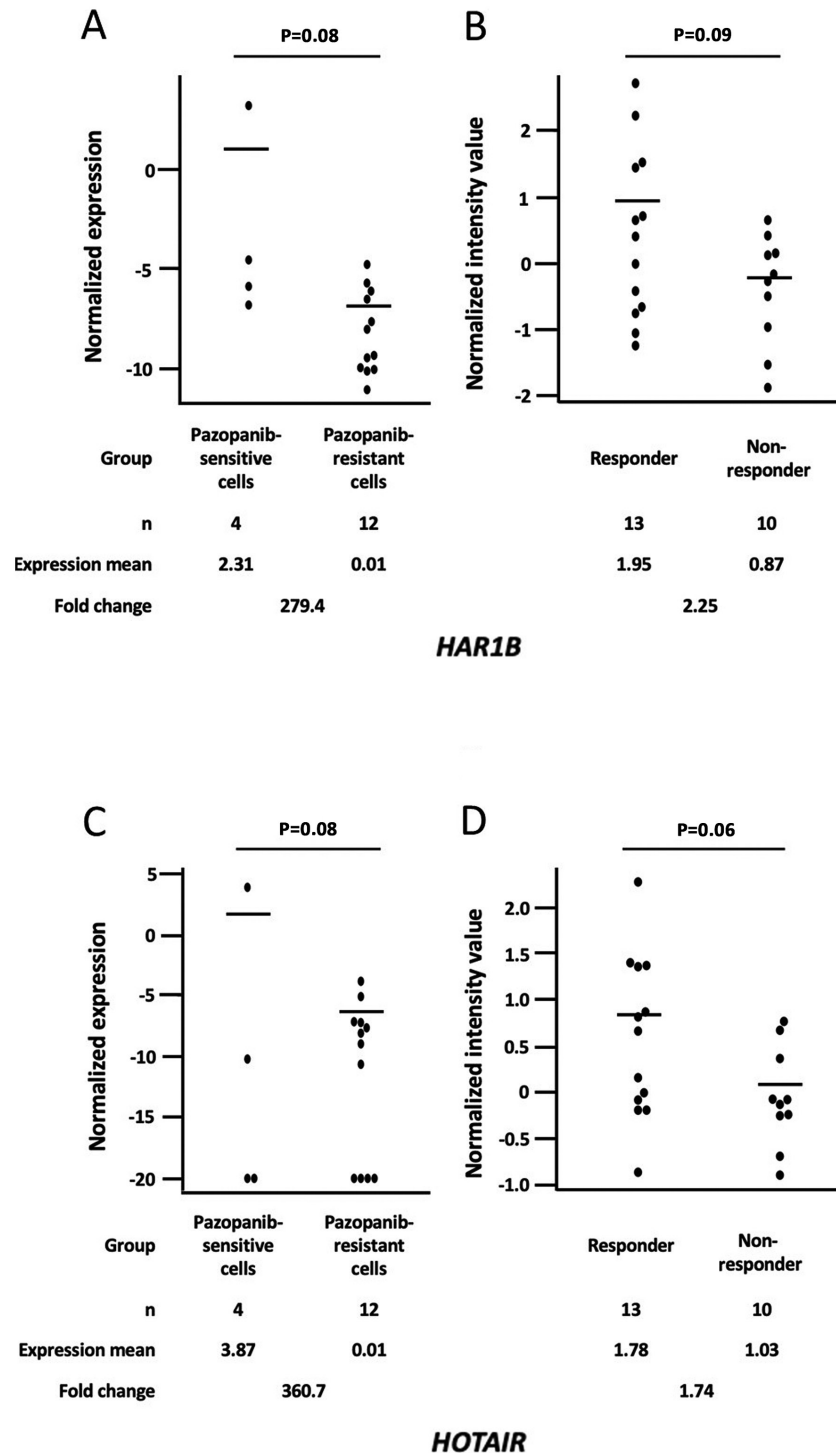 A
B
P=0.08
P=0.09
Normalized expression
0
-5
-10
Normalized intensity value
2
1
0
-1
-2
Group
Pazopanib-
sensitive
cells
Pazopanib-
resistant
cells
Responder
Non-
responder
n
4
12
13
10
Expression mean
2.31
0.01
1.95
0.87
Fold change
279.4
2.25
HAR1B
C
D
P=0.08
P=0.06
Normalized expression
5
0
-5
-10
-15
-20
Normalized intensity value
2.0
1.5
1.0
0.5
0
-0.5
-1.0
Group
Pazopanib-
sensitive
cells
Pazopanib-
resistant
cells
Responder
Non-
responder
n
4
12
13
10
Expression mean
3.87
0.01
1.78
1.03
Fold change
360.7
1.74
HOTAIR